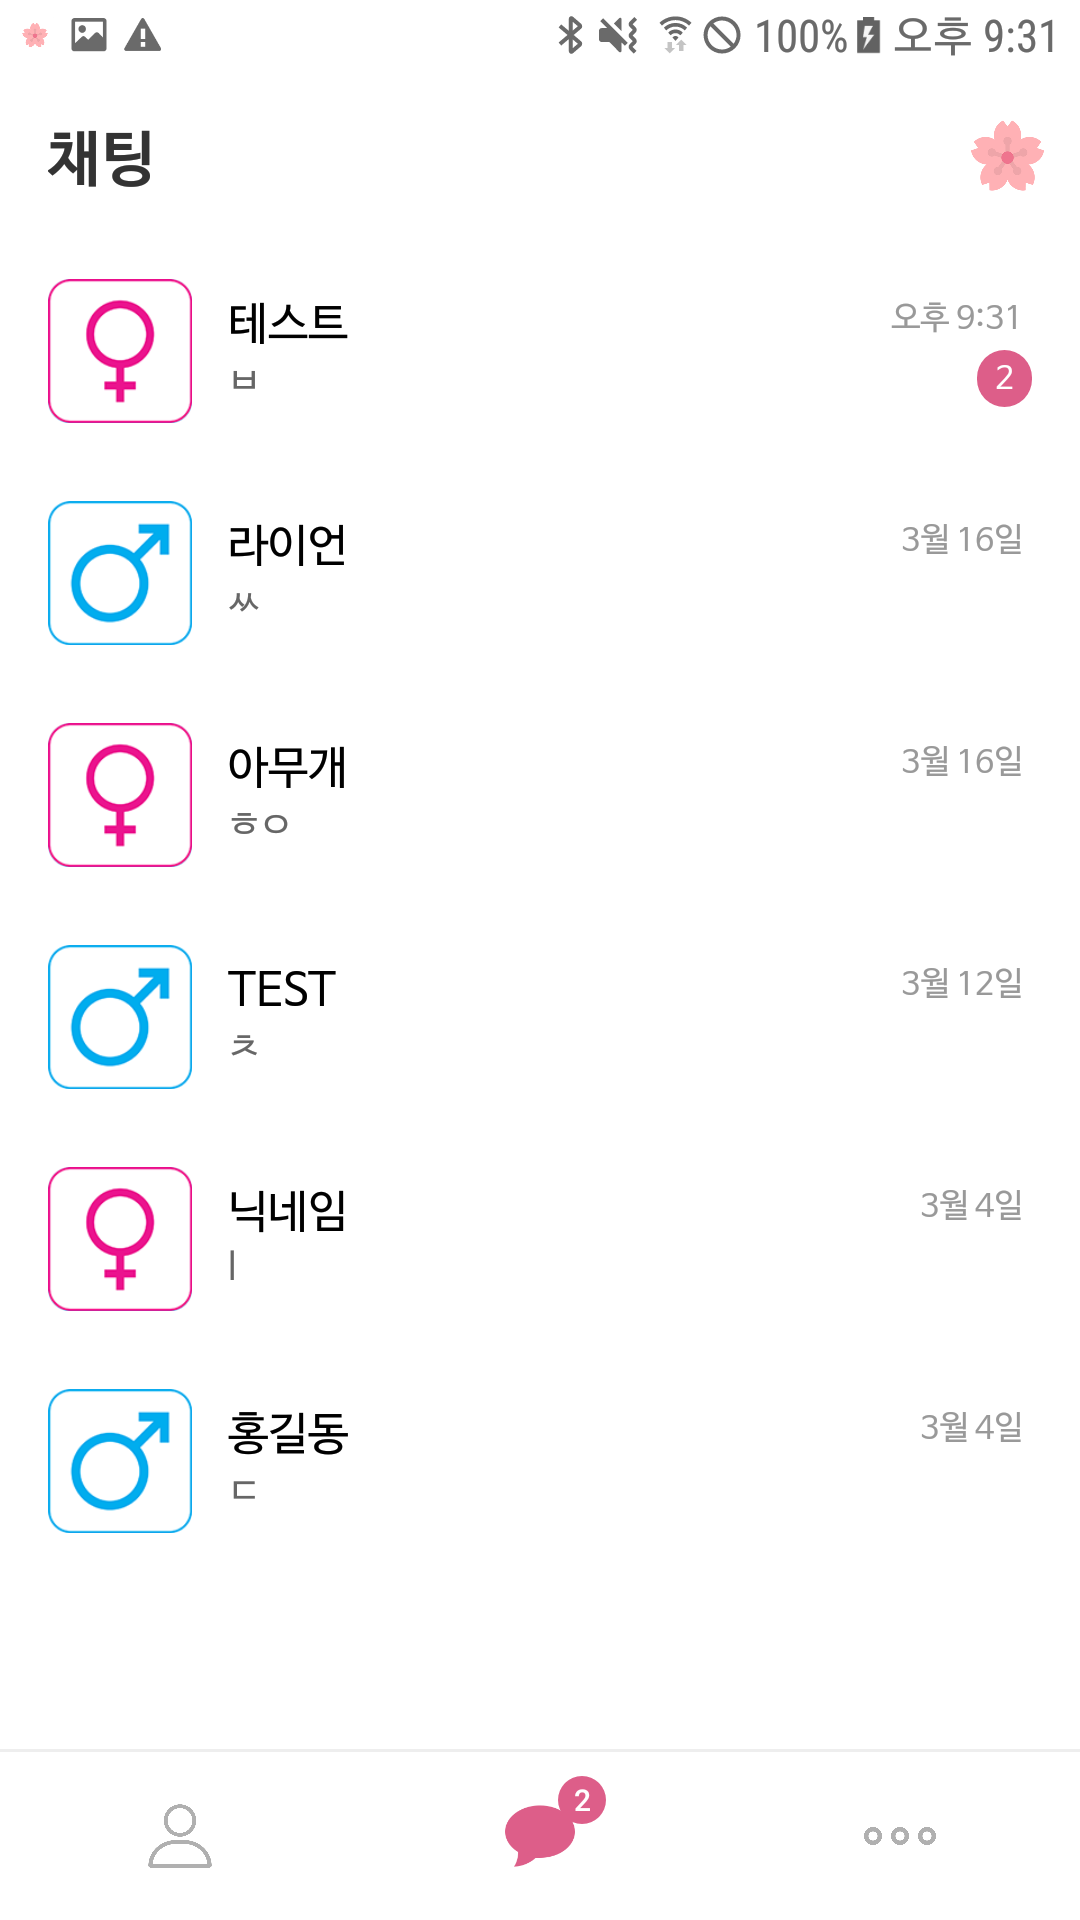 100% 오후 9:31
채팅
테스트 오후 9:31
ㅂ 2
라이언 3월 16일
ㅆ
아무개 3월 16일
ㅎㅇ
TEST 3월 12일
ㅊ
닉네임 3월 4일
ㅣ
홍길동 3월 4일
ㄷ
2